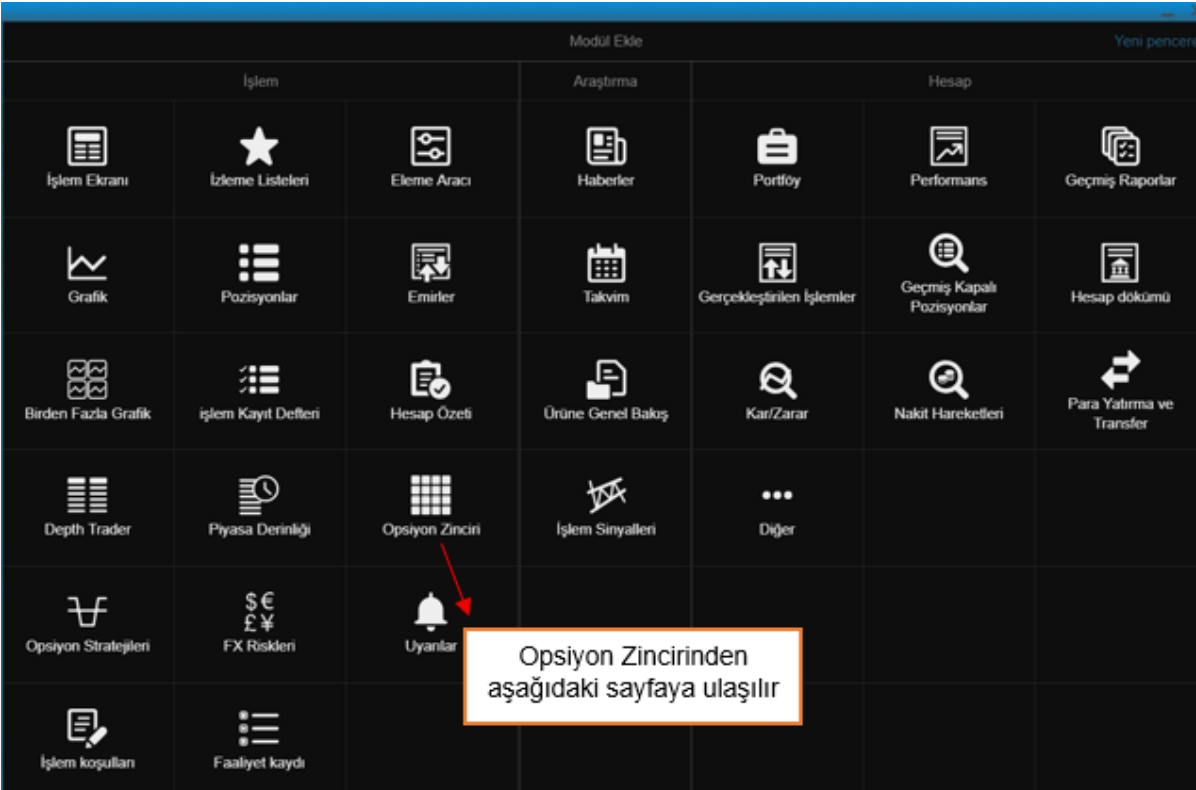 Modül Ekle
Yeni pencere
İşlem
Araştırma
Hesap
İşlem Ekranı
İzleme Listeleri
Eleme Aracı
Haberler
Portföy
Performans
Geçmiş Raporlar
Grafik
Pozisyonlar
Emirler
Takvim
Gerçekleştirilen İşlemler
Geçmiş Kapalı
Pozisyonlar
Hesap dökümü
Birden Fazla Grafik
işlem Kayıt Defteri
Hesap Özeti
Ürüne Genel Bakış
Kar/Zarar
Nakit Hareketleri
Para Yatırma ve
Transfer
Depth Trader
Piyasa Derinliği
Opsiyon Zinciri
İşlem Sinyalleri
Diğer
$€
£¥
Opsiyon Stratejileri
FX Riskleri
Uyarılar
Opsiyon Zincirinden
aşağıdaki sayfaya ulaşılır
İşlem koşulları
Faaliyet kaydı